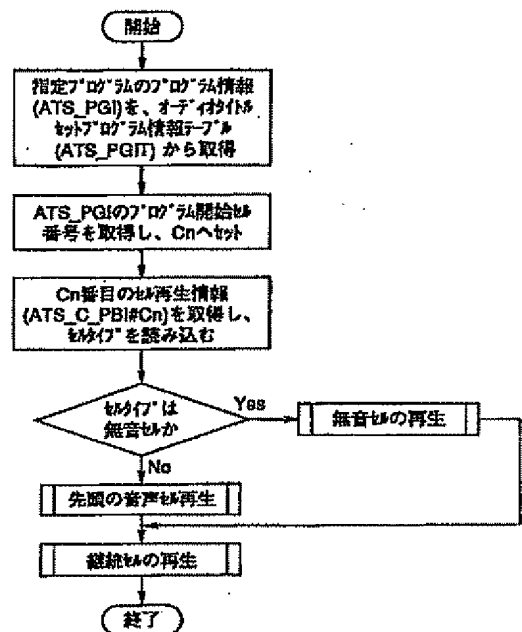 開始
指定プログラムのプログラム情報
(ATS_PGI)を、オーディオタイトル
セットプログラム情報テーブル
(ATS_PGIT) から取得
ATS_PGIのプログラム開始セル
番号を取得し、Cnへセット
Cn番目のセル再生情報
(ATS_C_PBI#Cn)を取得し、
セルタイプを読み込む
セルタイプは
無音セルか
Yes
無音セルの再生
No
先頭の音声セル再生
継続セルの再生
終了